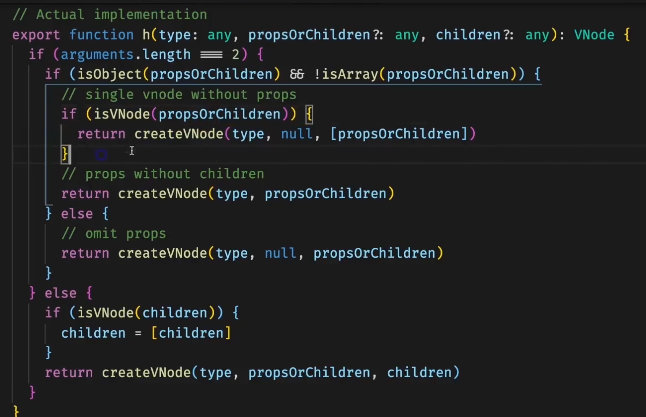 // Actual implementation
export function h(type: any, propsOrChildren?: any, children?: any): VNode {
if (arguments.length === 2) {
if (isObject(propsOrChildren) && !isArray(propsOrChildren)) {
// single vnode without props
if (isVNode(propsOrChildren)) {
return createVNode(type, null, [propsOrChildren])
}
// props without children
return createVNode(type, propsOrChildren)
} else {
// omit props
return createVNode(type, null, propsOrChildren)
}
} else {
if (isVNode(children)) {
children = [children]
}
return createVNode(type, propsOrChildren, children)
}
}